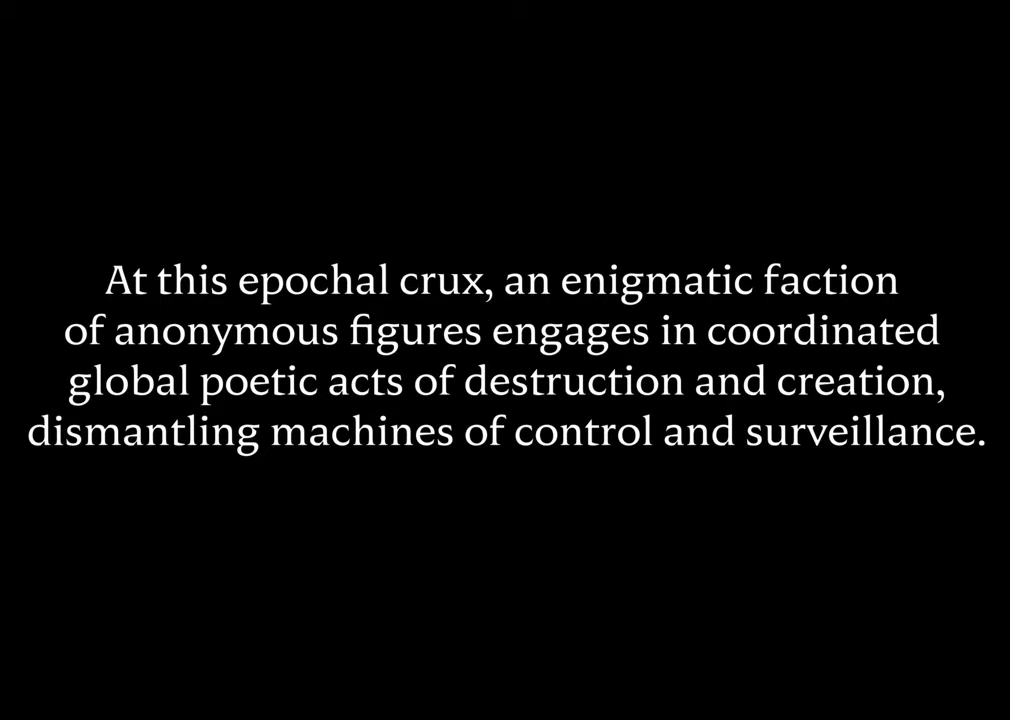 At this epochal crux, an enigmatic faction
of anonymous figures engages in coordinated
global poetic acts of destruction and creation,
dismantling machines of control and surveillance.